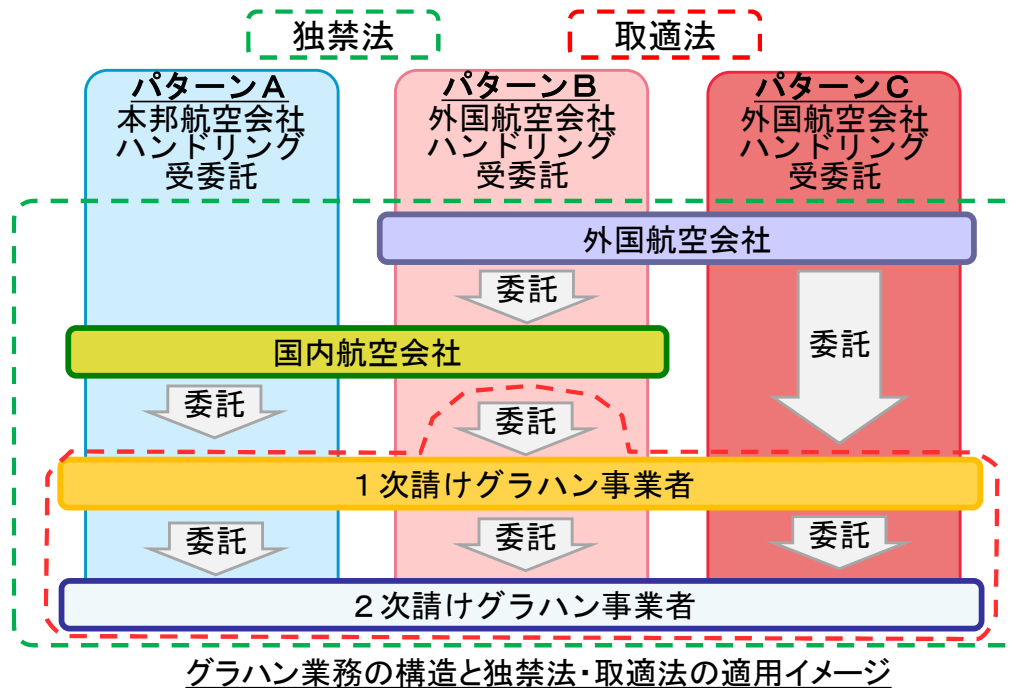 独禁法
取適法
パターンA
本邦航空会社
ハンドリング
受委託
パターンB
外国航空会社
ハンドリング
受委託
パターンC
外国航空会社
ハンドリング
受委託
外国航空会社
委託
委託
国内航空会社
委託
委託
１次請けグラハン事業者
委託
委託
委託
２次請けグラハン事業者
グラハン業務の構造と独禁法・取適法の適用イメージ